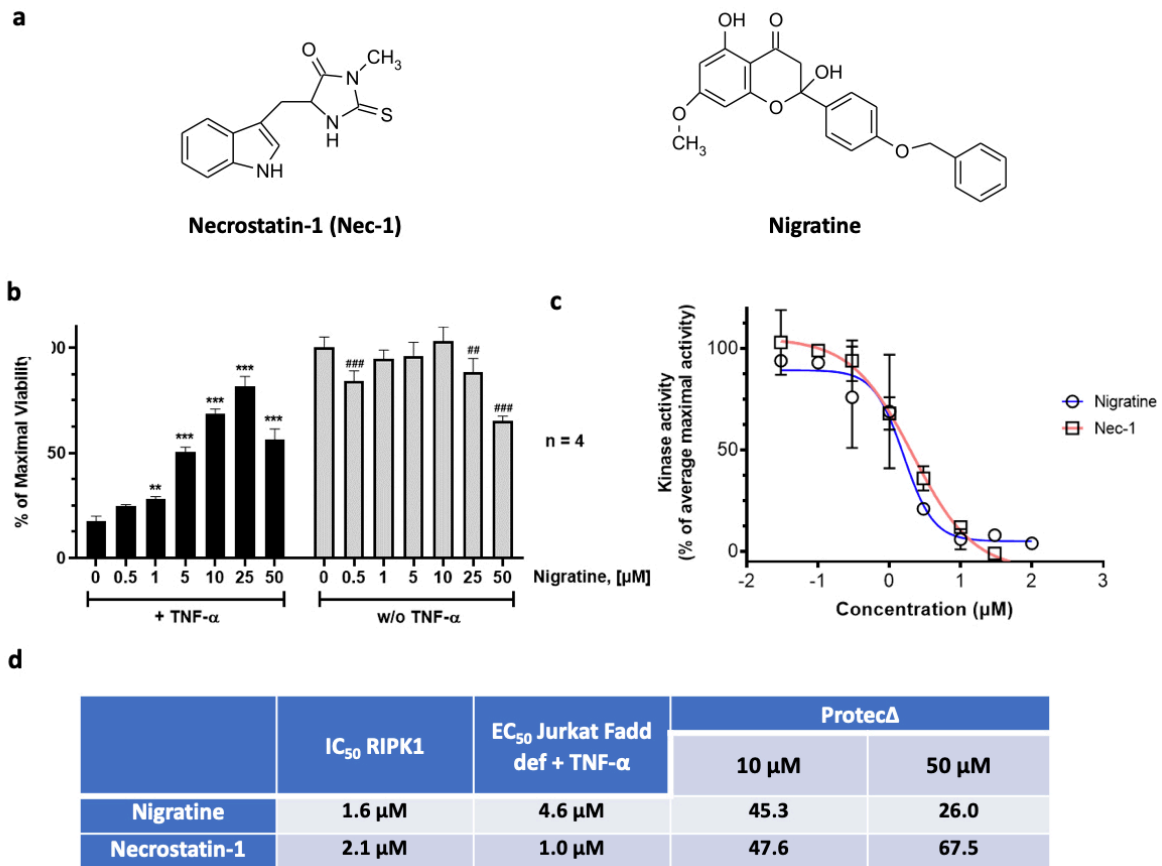 a
O
CH3
N
S
N
H
NH
Necrostatin-1 (Nec-1)
OH
O
OH
O
O
CH3
O
Nigratine
b
% of Maximal Viability
00
50
0
**
***
***
***
***
###
##
###
0 0.5 1 5 10 25 50
0 0.5 1 5 10 25 50
Nigratine, [µM]
+ TNF-α
w/o TNF-α
n = 4
c
Kinase activity
(% of average maximal activity)
100
50
0
-2 -1 0 1 2 3
Concentration (µM)
Nigratine
Nec-1
d
IC50 RIPK1
EC50 Jurkat Fadd
def + TNF-α
ProtecΔ
10 µM 50 µM
Nigratine 1.6 µM 4.6 µM 45.3 26.0
Necrostatin-1 2.1 µM 1.0 µM 47.6 67.5